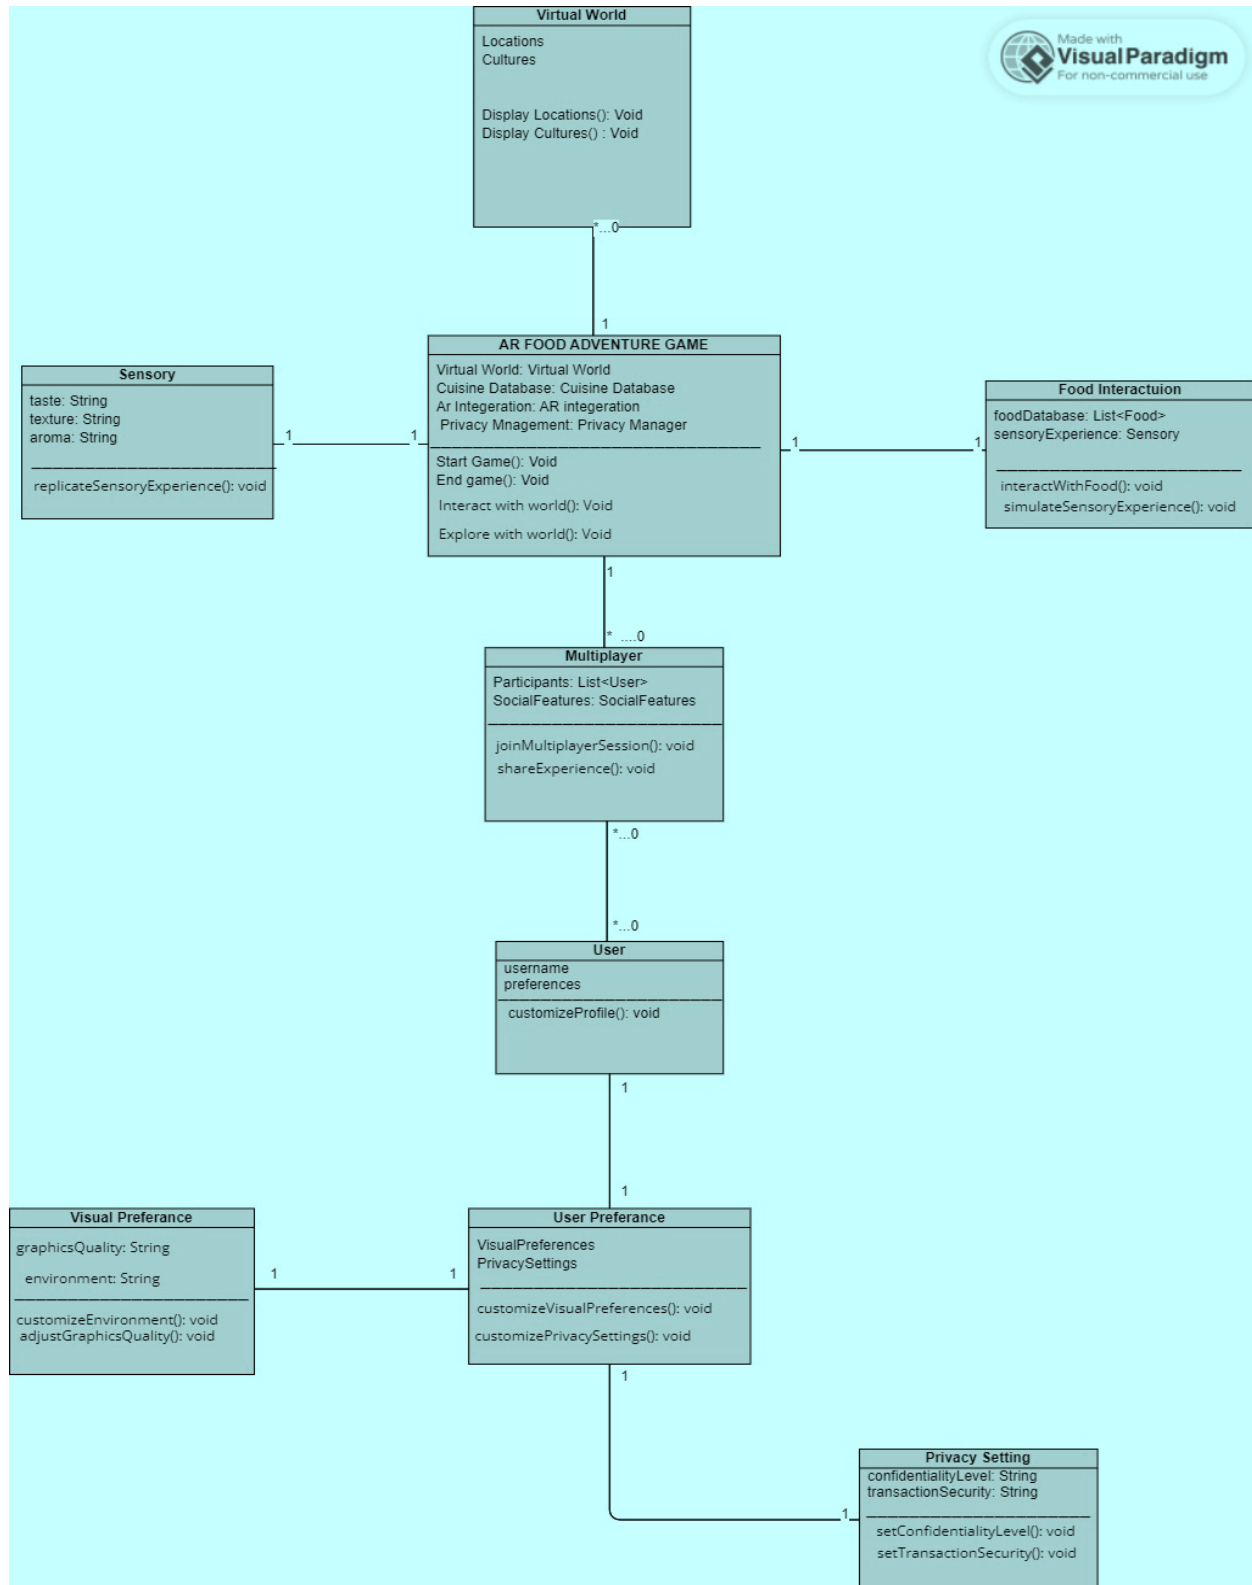 Virtual World
Locations
Cultures
Display Locations(): Void
Display Cultures() : Void
*...0
Made with
Visual Paradigm
For non-commercial use
1
AR FOOD ADVENTURE GAME
Virtual World: Virtual World
Cuisine Database: Cuisine Database
Ar Integeration: AR integeration
Privacy Mnagement: Privacy Manager
Start Game(): Void
End game(): Void
Interact with world(): Void
Explore with world(): Void
Sensory
taste: String
texture: String
aroma: String
replicateSensoryExperience(): void
1
1
1
1
Food Interactuion
foodDatabase: List<Food>
sensoryExperience: Sensory
interactWithFood(): void
simulateSensoryExperience(): void
1
* ....0
Multiplayer
Participants: List<User>
SocialFeatures: SocialFeatures
joinMultiplayerSession(): void
shareExperience(): void
*...0
*...0
User
username
preferences
customizeProfile(): void
1
1
Visual Preferance
graphicsQuality: String
environment: String
customizeEnvironment(): void
adjustGraphicsQuality(): void
1
1
User Preferance
VisualPreferences
PrivacySettings
customizeVisualPreferences(): void
customizePrivacySettings(): void
1
1
Privacy Setting
confidentialityLevel: String
transactionSecurity: String
setConfidentialityLevel(): void
setTransactionSecurity(): void